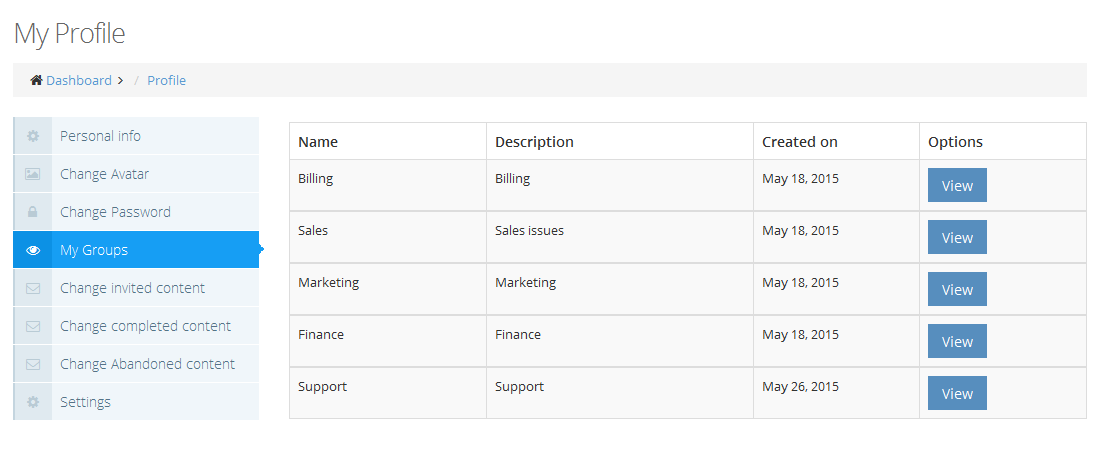 My Profile
Dashboard > / Profile
Personal info
Change Avatar
Change Password
My Groups
Change invited content
Change completed content
Change Abandoned content
Settings
Name Description Created on Options
Billing Billing May 18, 2015 View
Sales Sales issues May 18, 2015 View
Marketing Marketing May 18, 2015 View
Finance Finance May 18, 2015 View
Support Support May 26, 2015 View